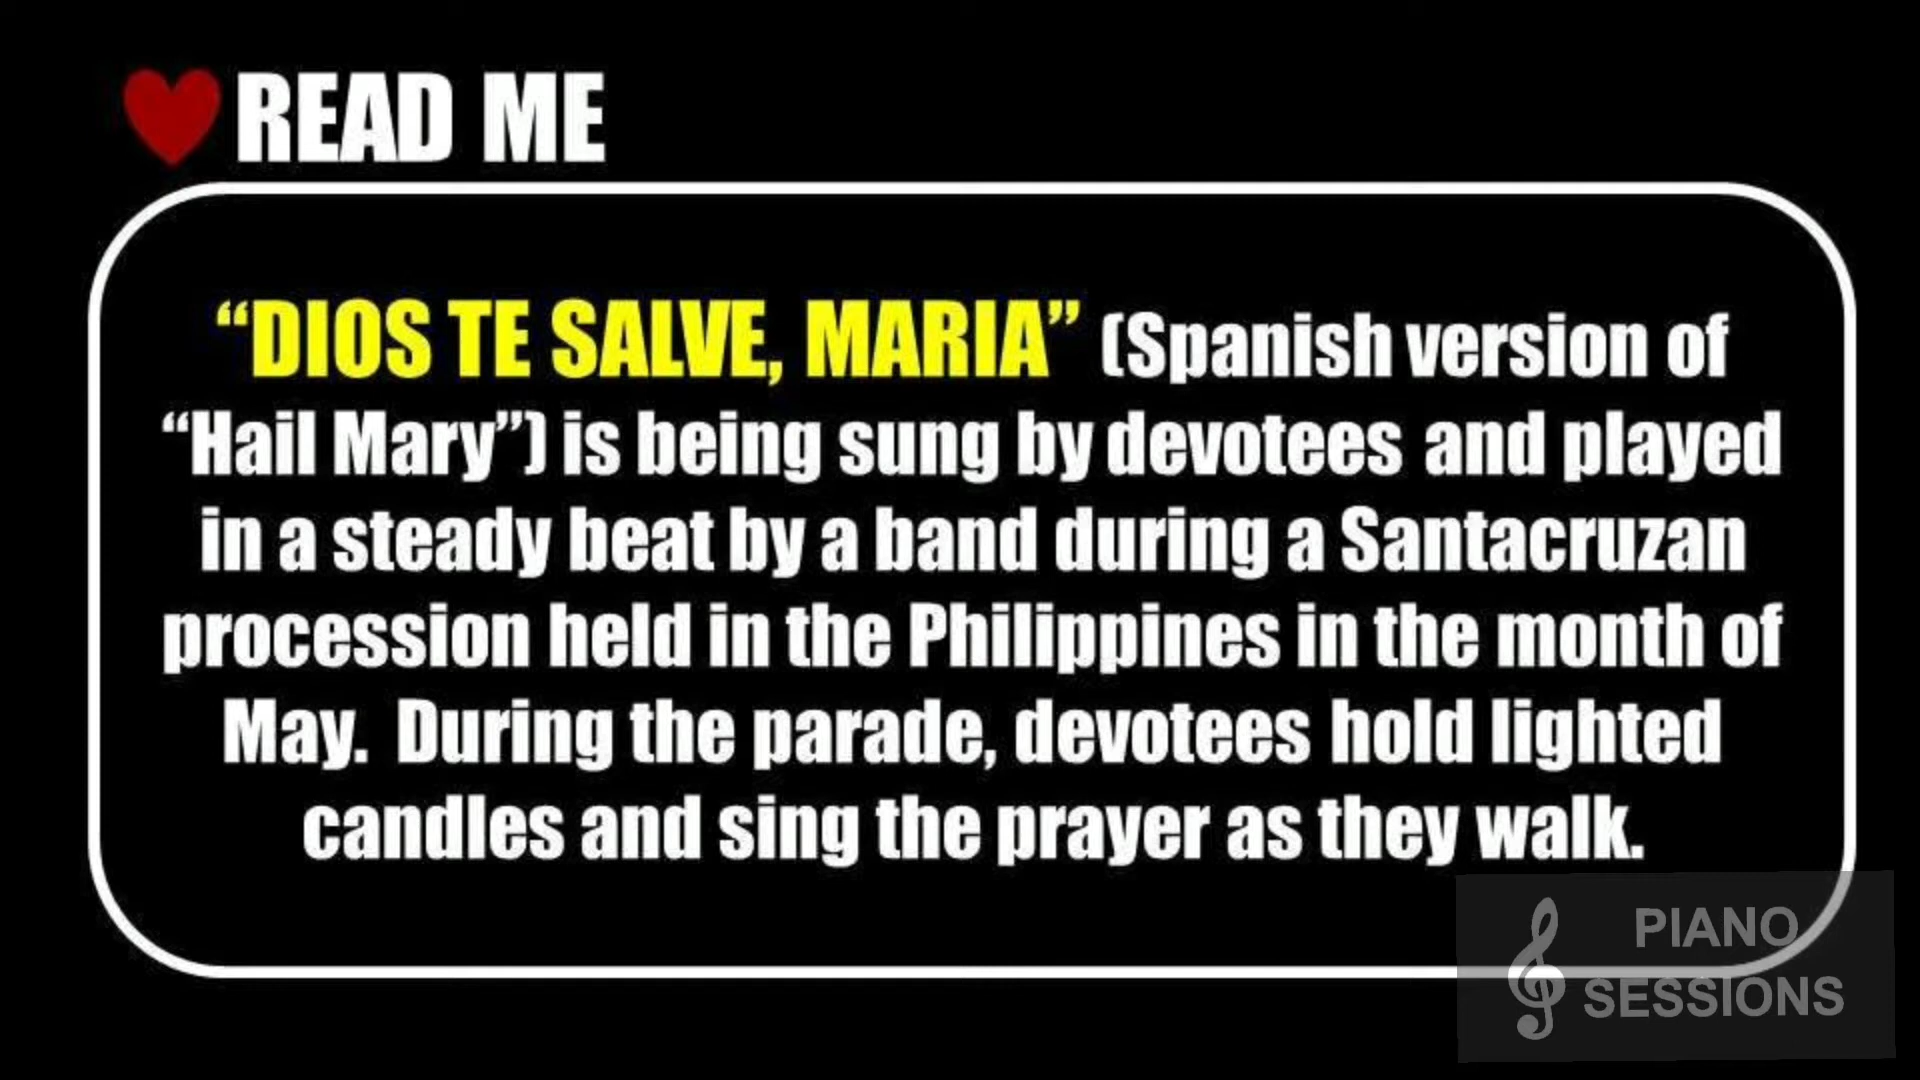 READ ME
“DIOS TE SALVE, MARIA” (Spanish version of
“Hail Mary”) is being sung by devotees and played
in a steady beat by a band during a Santacruzan
procession held in the Philippines in the month of
May. During the parade, devotees hold lighted
candles and sing the prayer as they walk.
PIANO
SESSIONS